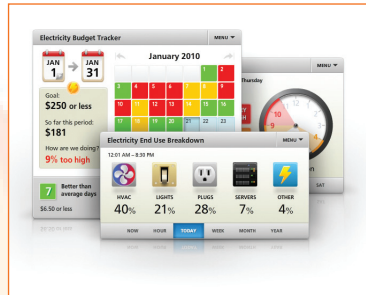 Electricity Budget Tracker
MENU
JAN
1
JAN
31
January 2010
Goal:
$250 or less
So far this period:
$181
How are we doing?
9% too high
7
Better than
average days
$6.50 or less
1 2
3 4 5 6 7 8 9
10 11 12 13 14 15 16
17 18 19 20 21 22 23
MENU
Thursday
12
10
9
SAT
Electricity End Use Breakdown
MENU
12:01 AM – 8:30 PM
HVAC LIGHTS PLUGS SERVERS OTHER
40% 21% 28% 7% 4%
NOW HOUR TODAY WEEK MONTH YEAR